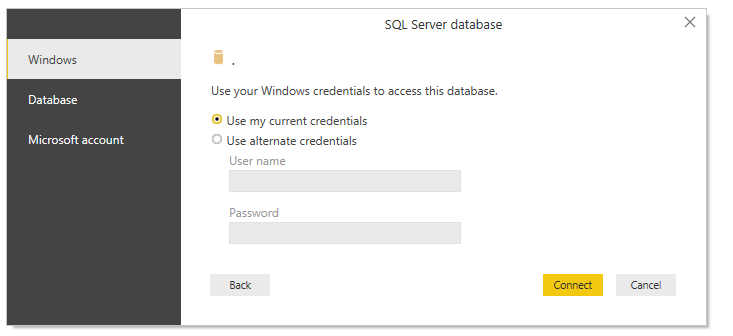 SQL Server database
Windows
Database
Microsoft account
.
Use your Windows credentials to access this database.
Use my current credentials
Use alternate credentials
User name
Password
Back
Connect
Cancel